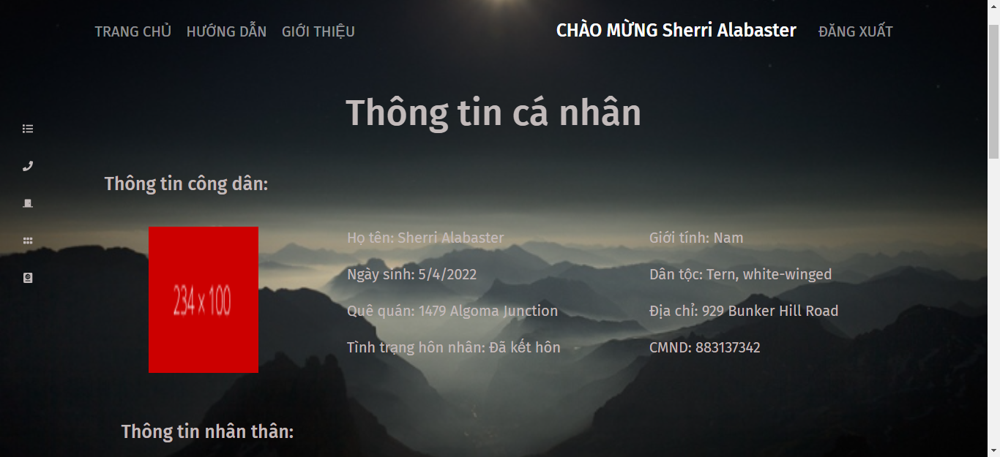 TRANG CHỦ HƯỚNG DẪN GIỚI THIỆU CHÀO MỪNG Sherri Alabaster ĐĂNG XUẤT
Thông tin cá nhân
Thông tin công dân:
234 x 100
Họ tên: Sherri Alabaster
Giới tính: Nam
Ngày sinh: 5/4/2022
Dân tộc: Tern, white-winged
Quê quán: 1479 Algoma Junction
Địa chỉ: 929 Bunker Hill Road
Tình trạng hôn nhân: Đã kết hôn
CMND: 883137342
Thông tin nhân thân: